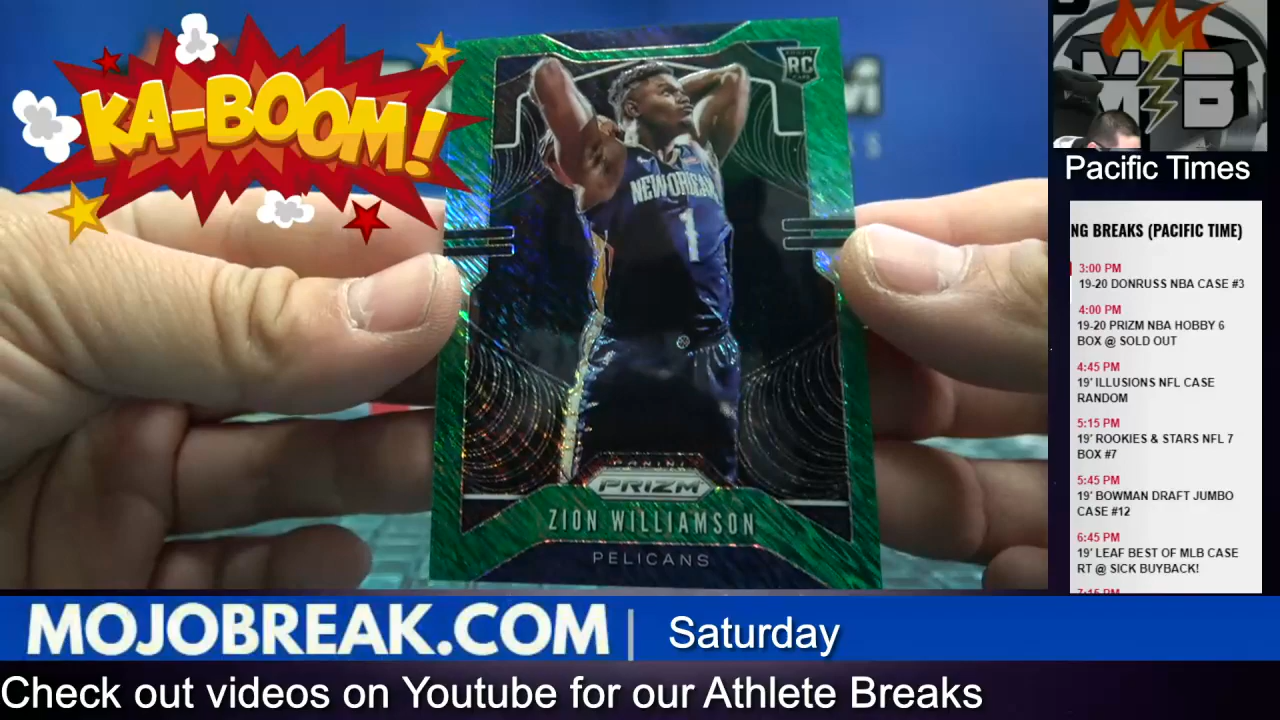 KA-BOOM!
RC
NEW ORLEANS
1
PANINI
PRIZM
ZION WILLIAMSON
PELICANS
MB
Pacific Times
NG BREAKS (PACIFIC TIME)
3:00 PM
19-20 DONRUSS NBA CASE #3
4:00 PM
19-20 PRIZM NBA HOBBY 6
BOX @ SOLD OUT
4:45 PM
19' ILLUSIONS NFL CASE
RANDOM
5:15 PM
19' ROOKIES & STARS NFL 7
BOX #7
5:45 PM
19' BOWMAN DRAFT JUMBO
CASE #12
6:45 PM
19' LEAF BEST OF MLB CASE
RT @ SICK BUYBACK!
MOJOBREAK.COM | Saturday
Check out videos on Youtube for our Athlete Breaks